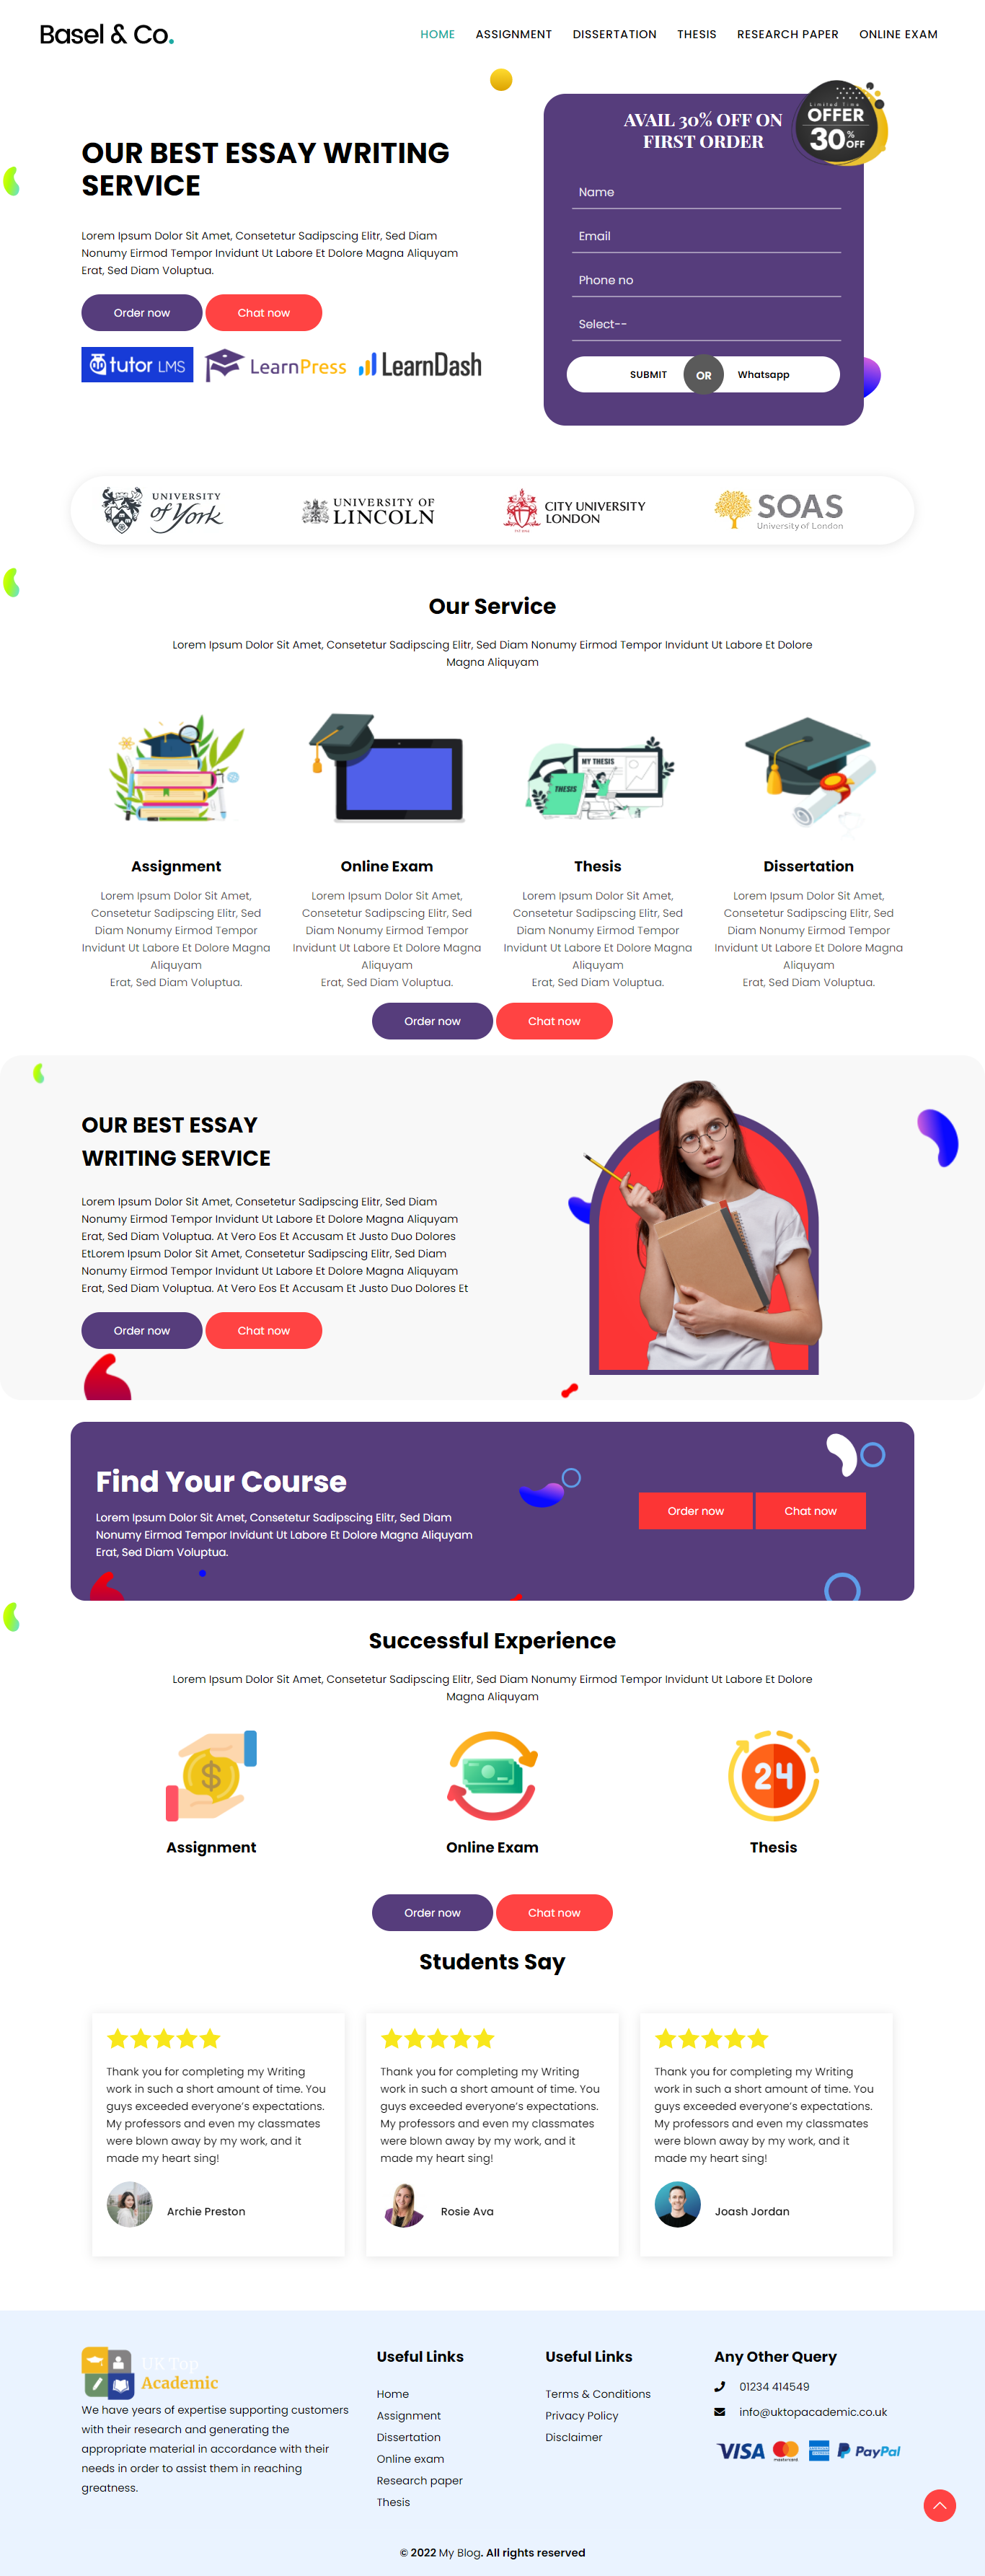 Basel & Co.
HOME ASSIGNMENT DISSERTATION THESIS RESEARCH PAPER ONLINE EXAM
OUR BEST ESSAY WRITING
SERVICE
Lorem Ipsum Dolor Sit Amet, Consetetur Sadipscing Elitr, Sed Diam
Nonumy Eirmod Tempor Invidunt Ut Labore Et Dolore Magna Aliquyam
Erat, Sed Diam Voluptua.
Order now Chat now
tutor LMS LearnPress LearnDash
AVAIL 30% OFF ON
FIRST ORDER
Limited Time
OFFER
30% OFF
Name
Email
Phone no
Select--
SUBMIT OR Whatsapp
UNIVERSITY
of York
UNIVERSITY OF
LINCOLN
CITY UNIVERSITY
LONDON
SOAS
University of London
Our Service
Lorem Ipsum Dolor Sit Amet, Consetetur Sadipscing Elitr, Sed Diam Nonumy Eirmod Tempor Invidunt Ut Labore Et Dolore
Magna Aliquyam
MY THESIS
THESIS
Assignment
Lorem Ipsum Dolor Sit Amet,
Consetetur Sadipscing Elitr, Sed
Diam Nonumy Eirmod Tempor
Invidunt Ut Labore Et Dolore Magna
Aliquyam
Erat, Sed Diam Voluptua.
Online Exam
Lorem Ipsum Dolor Sit Amet,
Consetetur Sadipscing Elitr, Sed
Diam Nonumy Eirmod Tempor
Invidunt Ut Labore Et Dolore Magna
Aliquyam
Erat, Sed Diam Voluptua.
Thesis
Lorem Ipsum Dolor Sit Amet,
Consetetur Sadipscing Elitr, Sed
Diam Nonumy Eirmod Tempor
Invidunt Ut Labore Et Dolore Magna
Aliquyam
Erat, Sed Diam Voluptua.
Dissertation
Lorem Ipsum Dolor Sit Amet,
Consetetur Sadipscing Elitr, Sed
Diam Nonumy Eirmod Tempor
Invidunt Ut Labore Et Dolore Magna
Aliquyam
Erat, Sed Diam Voluptua.
Order now Chat now
OUR BEST ESSAY
WRITING SERVICE
Lorem Ipsum Dolor Sit Amet, Consetetur Sadipscing Elitr, Sed Diam
Nonumy Eirmod Tempor Invidunt Ut Labore Et Dolore Magna Aliquyam
Erat, Sed Diam Voluptua. At Vero Eos Et Accusam Et Justo Duo Dolores
EtLorem Ipsum Dolor Sit Amet, Consetetur Sadipscing Elitr, Sed Diam
Nonumy Eirmod Tempor Invidunt Ut Labore Et Dolore Magna Aliquyam
Erat, Sed Diam Voluptua. At Vero Eos Et Accusam Et Justo Duo Dolores Et
Order now Chat now
Find Your Course
Lorem Ipsum Dolor Sit Amet, Consetetur Sadipscing Elitr, Sed Diam
Nonumy Eirmod Tempor Invidunt Ut Labore Et Dolore Magna Aliquyam
Erat, Sed Diam Voluptua.
Order now Chat now
Successful Experience
Lorem Ipsum Dolor Sit Amet, Consetetur Sadipscing Elitr, Sed Diam Nonumy Eirmod Tempor Invidunt Ut Labore Et Dolore
Magna Aliquyam
$ 24
Assignment Online Exam Thesis
Order now Chat now
Students Say
Thank you for completing my Writing
work in such a short amount of time. You
guys exceeded everyone's expectations.
My professors and even my classmates
were blown away by my work, and it
made my heart sing!
Archie Preston
Thank you for completing my Writing
work in such a short amount of time. You
guys exceeded everyone's expectations.
My professors and even my classmates
were blown away by my work, and it
made my heart sing!
Rosie Ava
Thank you for completing my Writing
work in such a short amount of time. You
guys exceeded everyone's expectations.
My professors and even my classmates
were blown away by my work, and it
made my heart sing!
Joash Jordan
UK Top
Academic
We have years of expertise supporting customers
with their research and generating the
appropriate material in accordance with their
needs in order to assist them in reaching
greatness.
Useful Links
Home
Assignment
Dissertation
Online exam
Research paper
Thesis
Useful Links
Terms & Conditions
Privacy Policy
Disclaimer
Any Other Query
01234 414549
info@uktopacademic.co.uk
VISA mastercard PayPal
© 2022 My Blog. All rights reserved